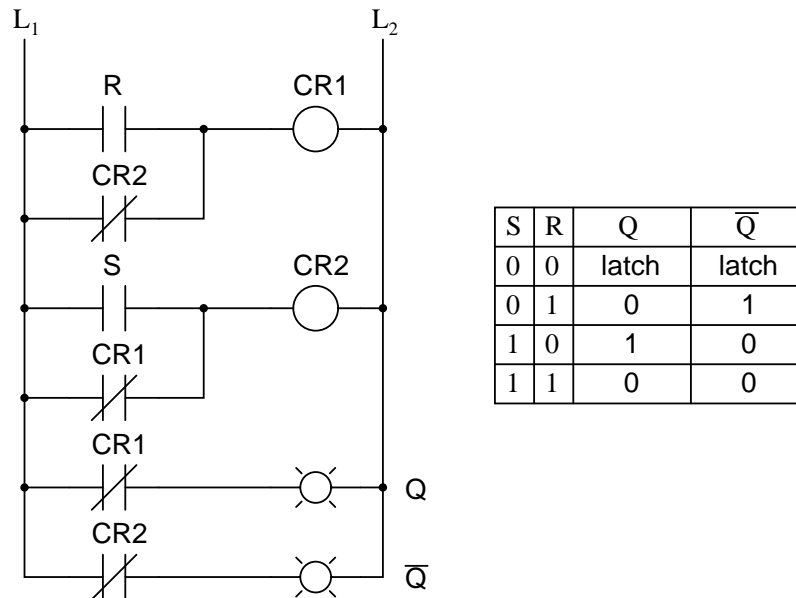 L1 L2
R CR1
CR2
S CR2
CR1
CR1
Q
CR2
Q̅
S R Q Q̅
0 0 latch latch
0 1 0 1
1 0 1 0
1 1 0 0